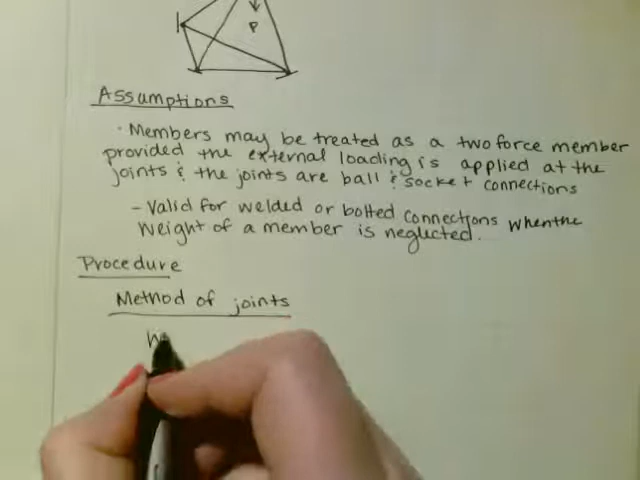 P
Assumptions
· Members may be treated as a two force member
provided the external loading is applied at the
joints & the joints are ball & socket connections
- Valid for welded or bolted connections when the
weight of a member is neglected.
Procedure
Method of joints